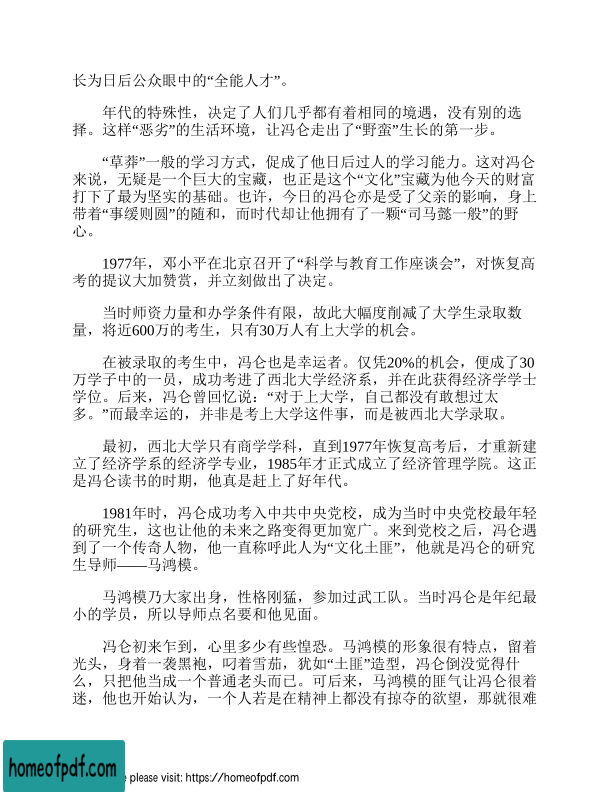 长为日后公众眼中的“全能人才”。
年代的特殊性，决定了人们几乎都有着相同的境遇，没有别的选
择。这样“恶劣”的生活环境，让冯仑走出了“野蛮”生长的第一步。
“草莽”一般的学习方式，促成了他日后过人的学习能力。这对冯仑
来说，无疑是一个巨大的宝藏，也正是这个“文化”宝藏为他今天的财富
打下了最为坚实的基础。也许，今日的冯仑亦是受了父亲的影响，身上
带着“事缓则圆”的随和，而时代却让他拥有了一颗“司马懿一般”的野
心。
1977年，邓小平在北京召开了“科学与教育工作座谈会”，对恢复高
考的提议大加赞赏，并立刻做出了决定。
当时师资力量和办学条件有限，故此大幅度削减了大学生录取数
量，将近600万的考生，只有30万人有上大学的机会。
在被录取的考生中，冯仑也是幸运者。仅凭20%的机会，便成了30
万学子中的一员，成功考进了西北大学经济系，并在此获得经济学学士
学位。后来，冯仑曾回忆说：“对于上大学，自己都没有敢想过太
多。”而最幸运的，并非是考上大学这件事，而是被西北大学录取。
最初，西北大学只有商学学科，直到1977年恢复高考后，才重新建
立了经济学系的经济学专业，1985年才正式成立了经济管理学院。这正
是冯仑读书的时期，他真是赶上了好年代。
1981年时，冯仑成功考入中共中央党校，成为当时中央党校最年轻
的研究生，这也让他的未来之路变得更加宽广。来到党校之后，冯仑遇
到了一个传奇人物，他一直称呼此人为“文化土匪”，他就是冯仑的研究
生导师——马鸿模。
马鸿模乃大家出身，性格刚猛，参加过武工队。当时冯仑是年纪最
小的学员，所以导师点名要和他见面。
冯仑初来乍到，心里多少有些惶恐。马鸿模的形象很有特点，留着
光头，身着一袭黑袍，叼着雪茄，犹如“土匪”造型，冯仑倒没觉得什
么，只把他当成一个普通老头而已。可后来，马鸿模的匪气让冯仑很着
迷，他也开始认为，一个人若是在精神上都没有掠夺的欲望，那就很难
homeofpdf.com
e please visit: https://homeofpdf.com